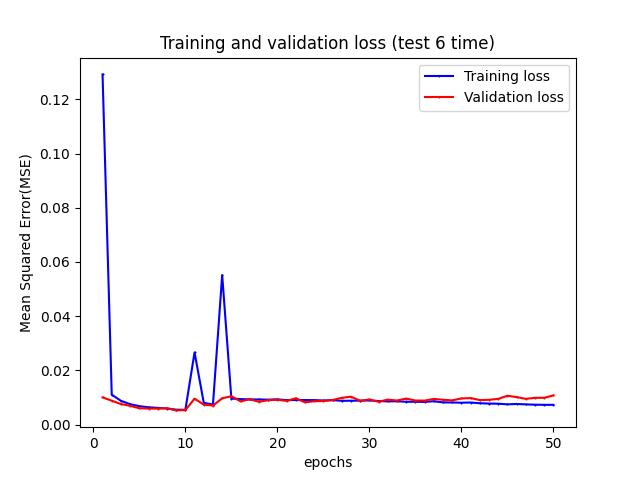 Training and validation loss (test 6 time)
Training loss
Validation loss
Mean Squared Error(MSE)
0.12
0.10
0.08
0.06
0.04
0.02
0.00
0 10 20 30 40 50
epochs